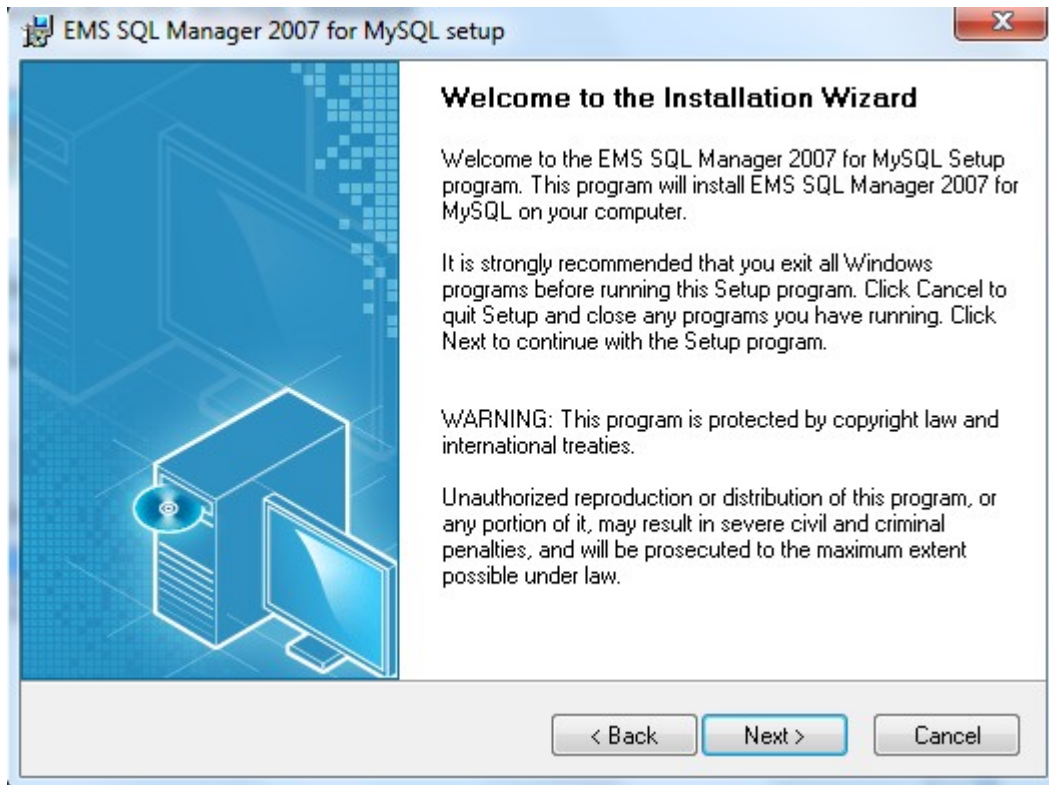 EMS SQL Manager 2007 for MySQL setup
Welcome to the Installation Wizard
Welcome to the EMS SQL Manager 2007 for MySQL Setup
program. This program will install EMS SQL Manager 2007 for
MySQL on your computer.
It is strongly recommended that you exit all Windows
programs before running this Setup program. Click Cancel to
quit Setup and close any programs you have running. Click
Next to continue with the Setup program.
WARNING: This program is protected by copyright law and
international treaties.
Unauthorized reproduction or distribution of this program, or
any portion of it, may result in severe civil and criminal
penalties, and will be prosecuted to the maximum extent
possible under law.
< Back Next > Cancel